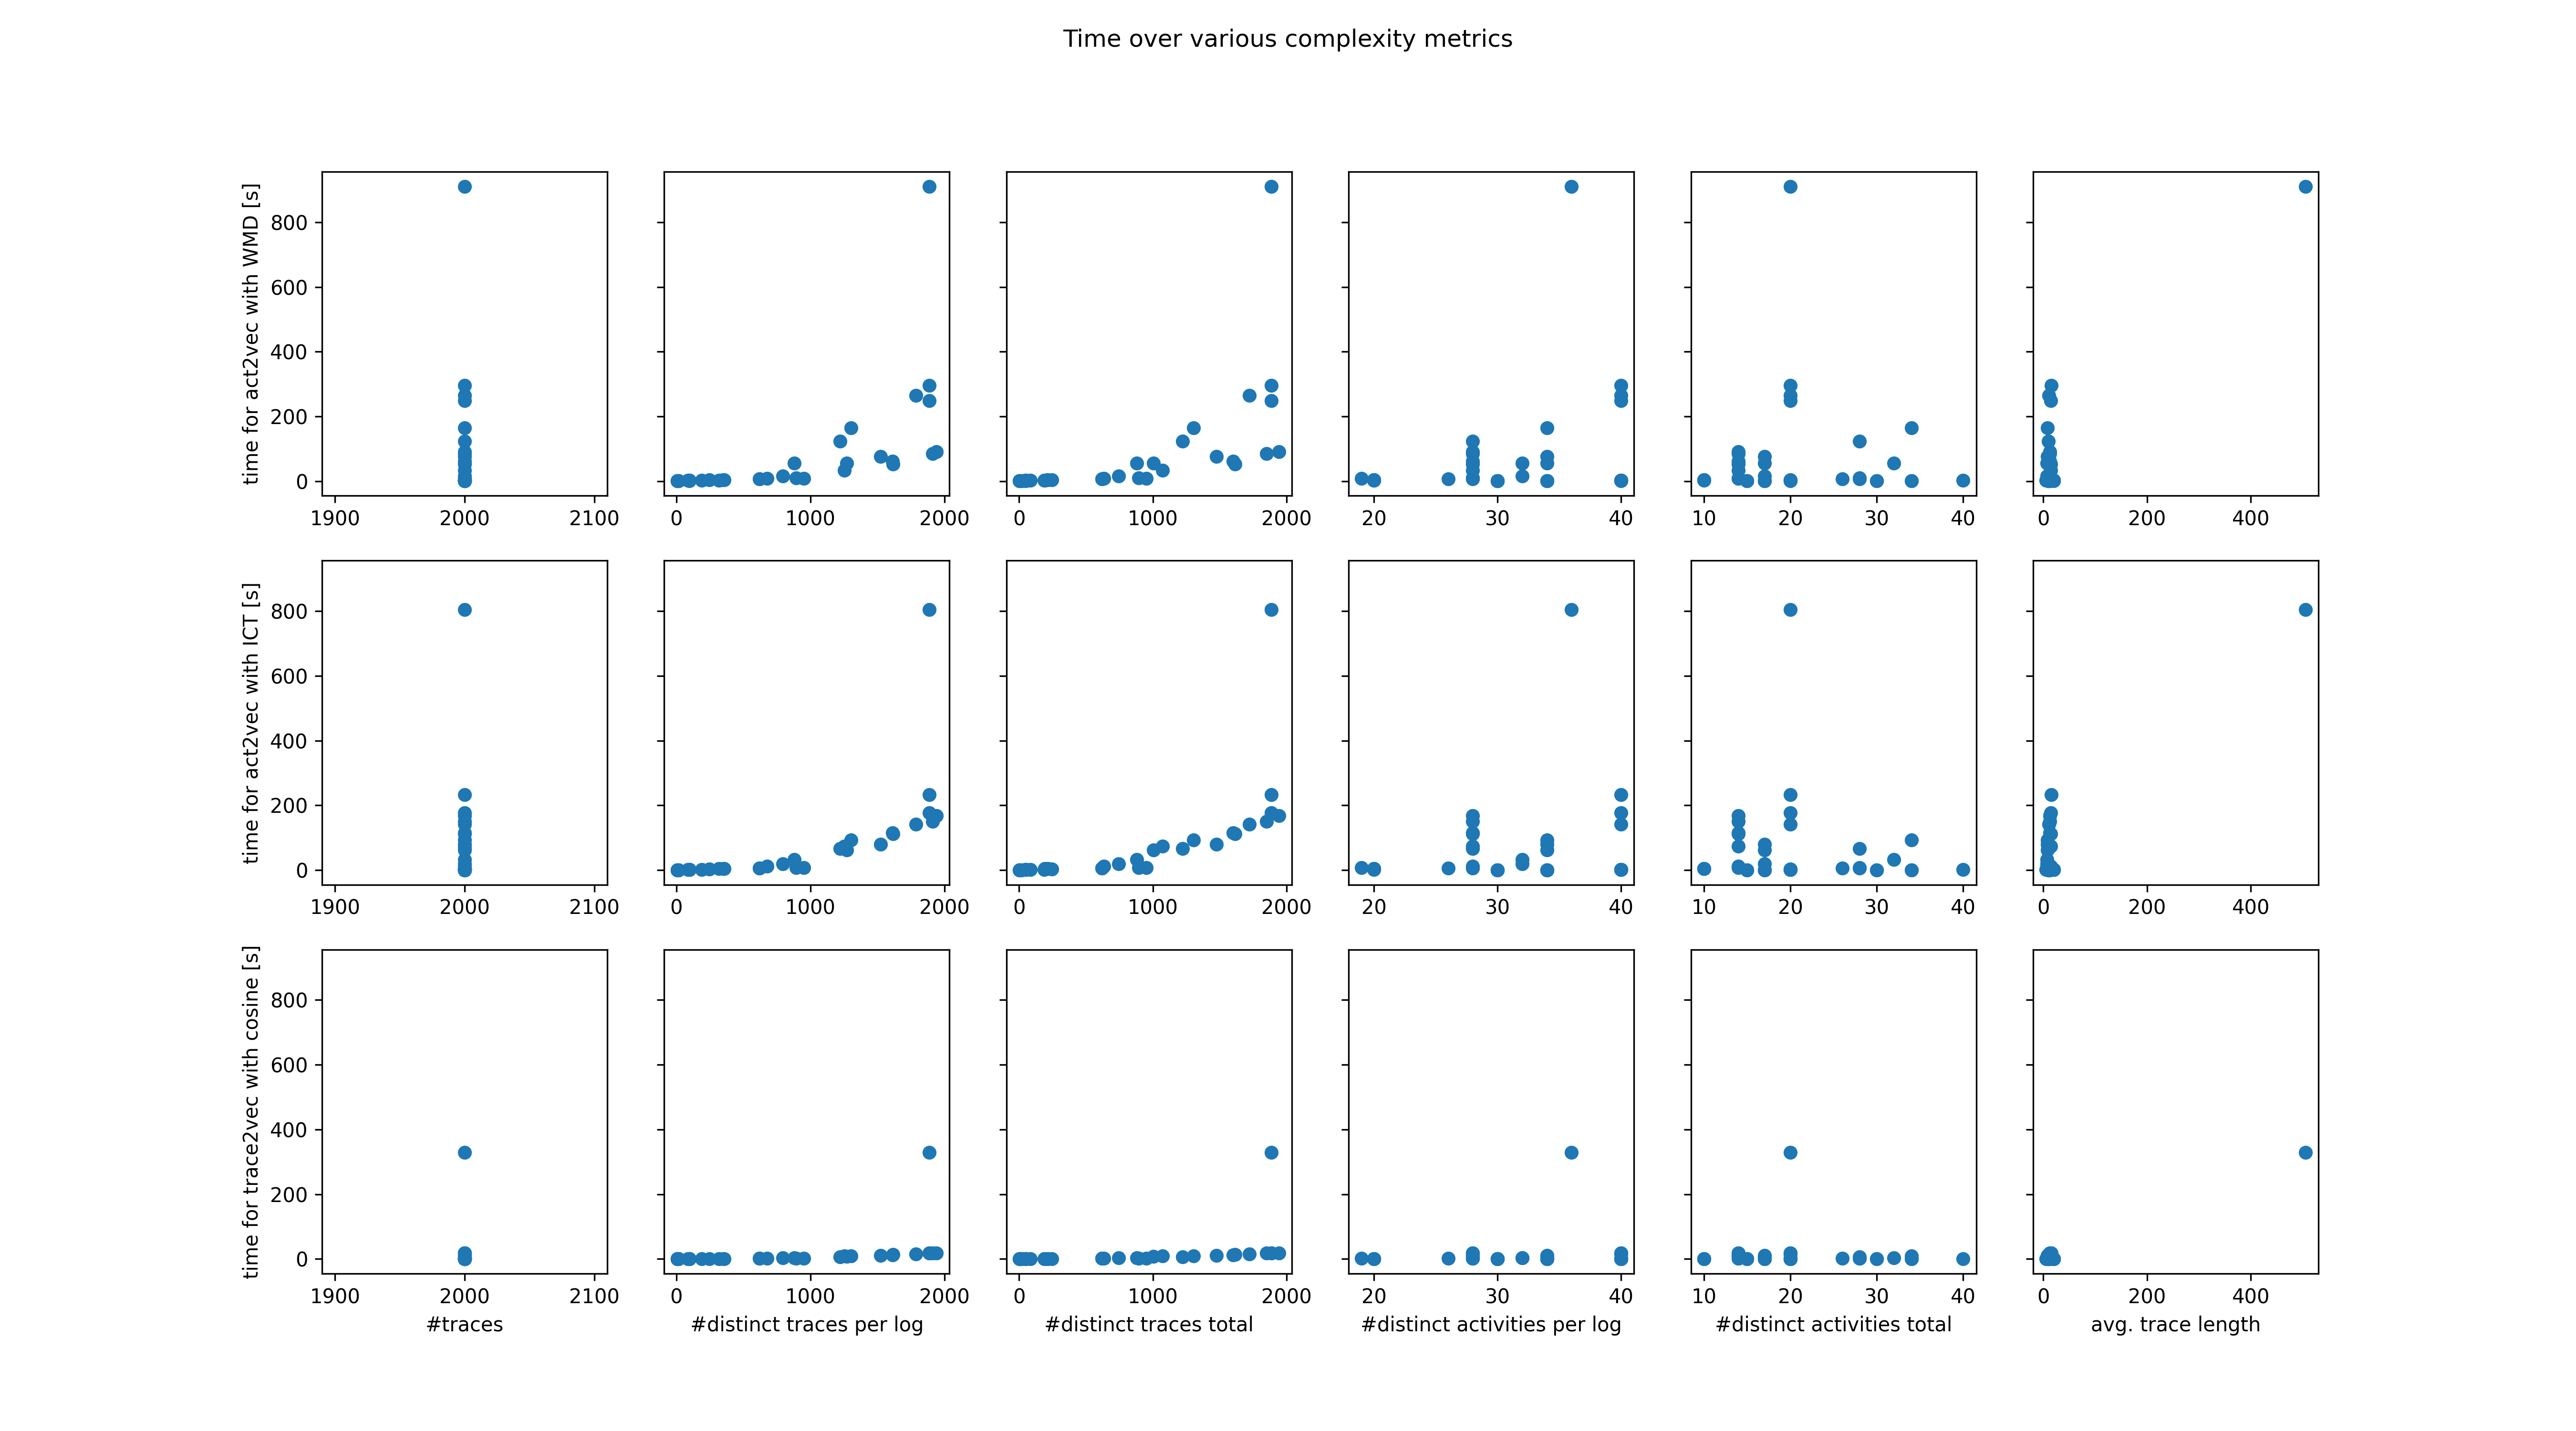 Time over various complexity metrics
time for act2vec with WMD [s]
800
600
400
200
0
1900 2000 2100
0 1000 2000
0 1000 2000
20 30 40
10 20 30 40
0 200 400
time for act2vec with ICT [s]
800
600
400
200
0
1900 2000 2100
0 1000 2000
0 1000 2000
20 30 40
10 20 30 40
0 200 400
time for trace2vec with cosine [s]
800
600
400
200
0
1900 2000 2100
0 1000 2000
0 1000 2000
20 30 40
10 20 30 40
0 200 400
#traces
#distinct traces per log
#distinct traces total
#distinct activities per log
#distinct activities total
avg. trace length